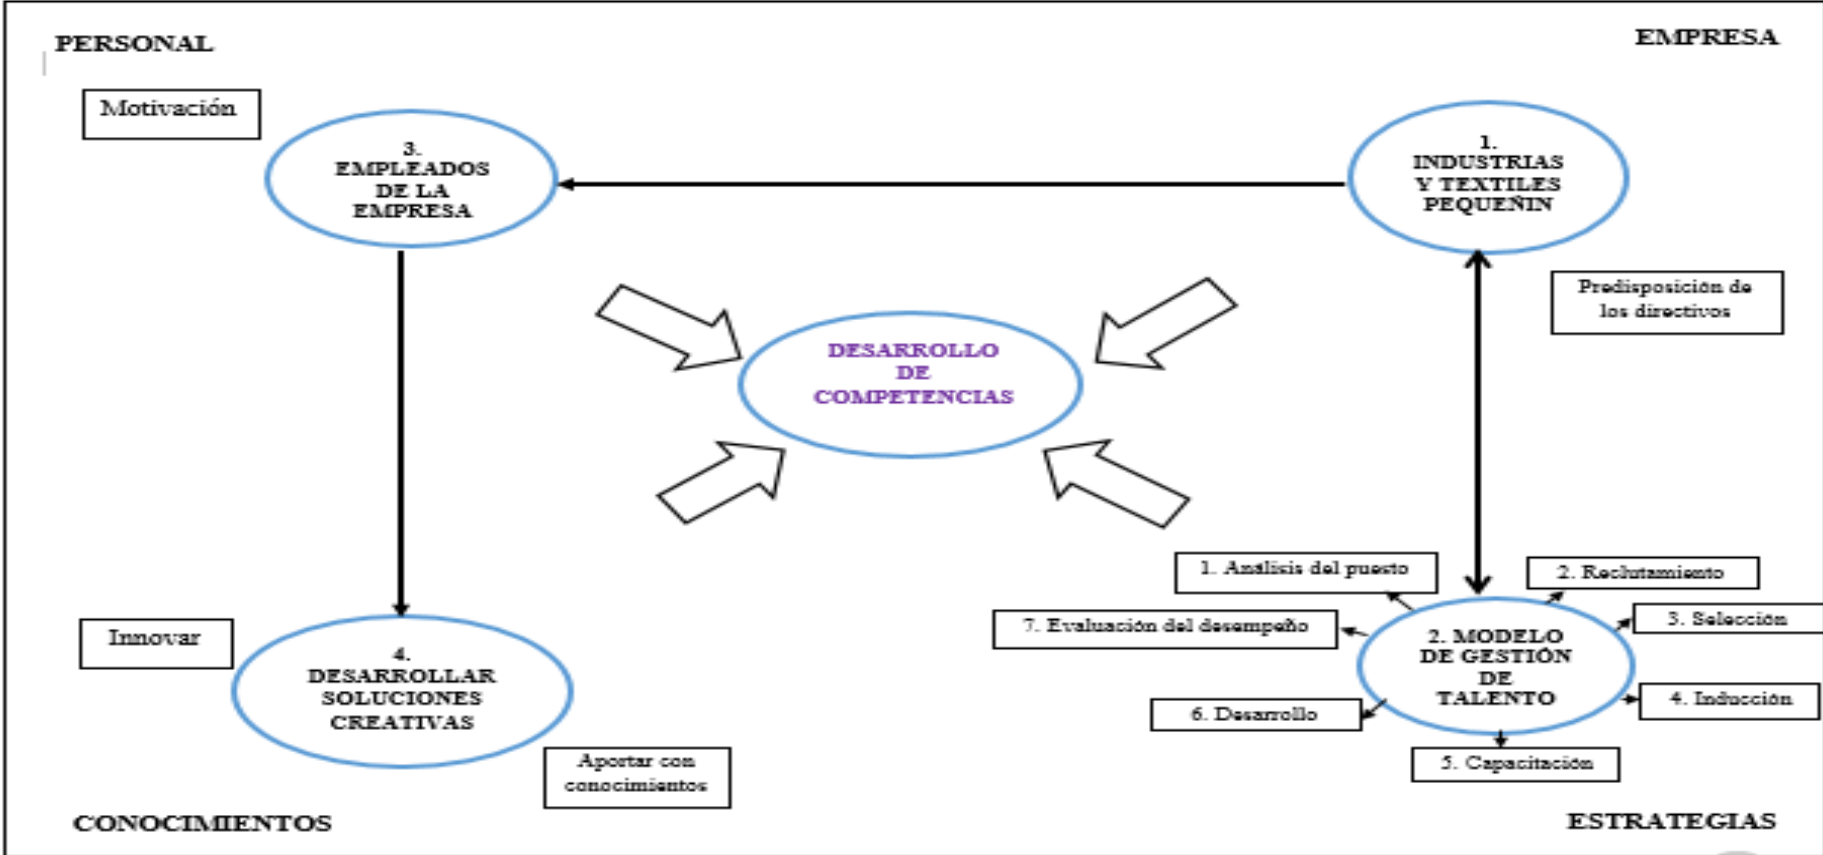 PERSONAL
EMPRESA
Motivación
3.
EMPLEADOS
DE LA
EMPRESA
1.
INDUSTRIAS
Y TEXTILES
PEQUEÑIN
Predisposición de
los directivos
DESARROLLO
DE
COMPETENCIAS
1. Análisis del puesto
2. Reclutamiento
7. Evaluación del desempeño
3. Selección
2. MODELO
DE GESTIÓN
DE
TALENTO
4. Inducción
6. Desarrollo
5. Capacitación
Innovar
4.
DESARROLLAR
SOLUCIONES
CREATIVAS
Aportar con
conocimientos
CONOCIMIENTOS
ESTRATEGIAS